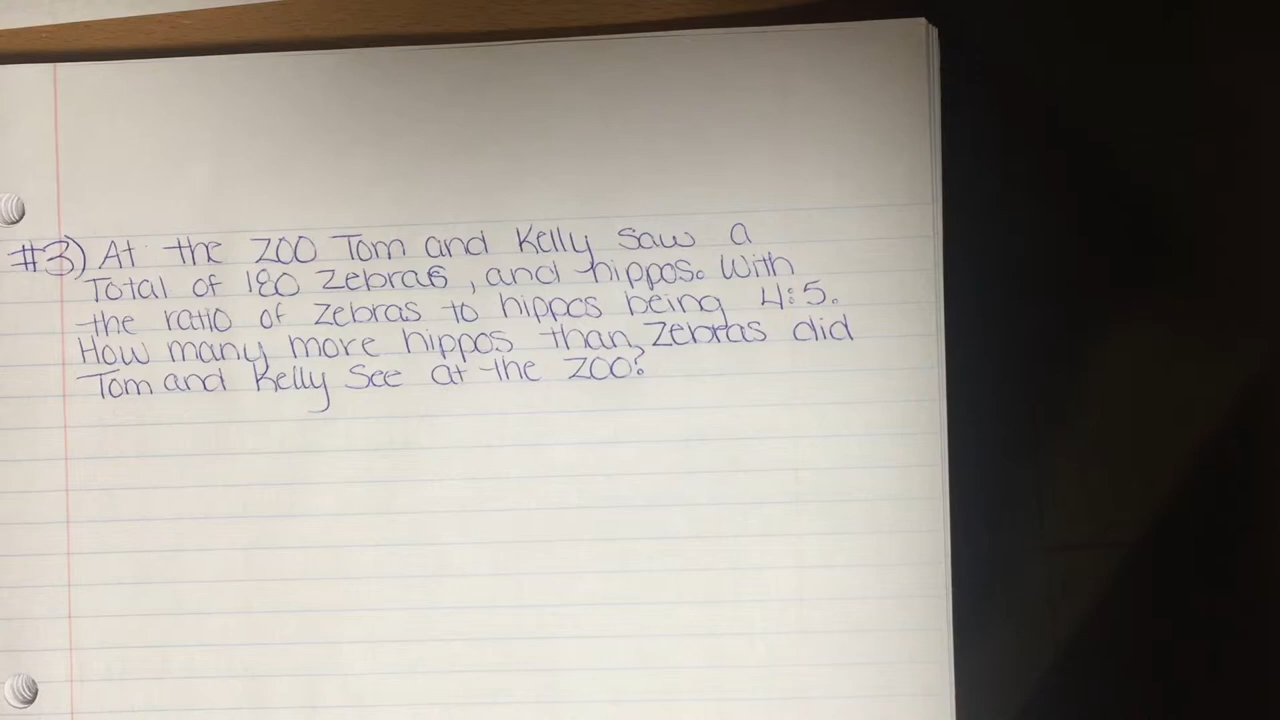 #3) At the zoo Tom and Kelly saw a
Total of 180 zebras, and hippos. With
the ratio of zebras to hippos being 4:5.
How many more hippos than zebras did
Tom and Kelly see at the zoo?